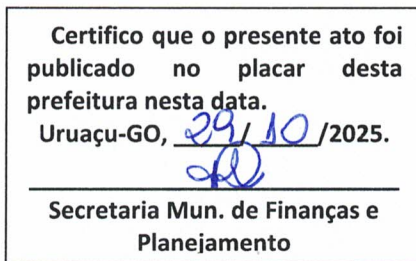 Certifico que o presente ato foi
publicado no placar desta
prefeitura nesta data.
Uruaçu-GO, 29/10/2025.
Secretaria Mun. de Finanças e
Planejamento